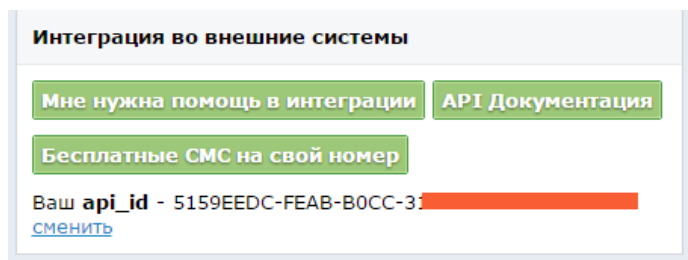 Интеграция во внешние системы
Мне нужна помощь в интеграции API Документация
Бесплатные СМС на свой номер
Ваш api_id - 5159EEDC-FEAB-B0CC-31
сменить